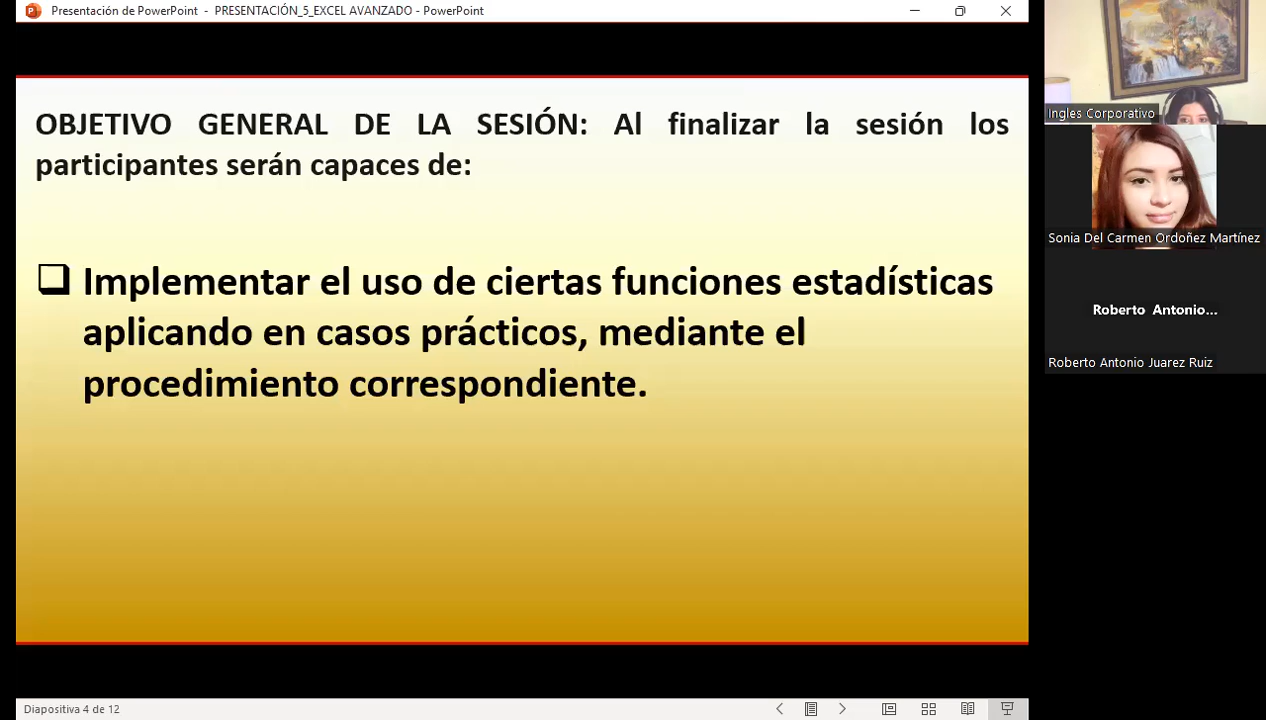 Presentación de PowerPoint - PRESENTACIÓN_5_EXCEL AVANZADO - PowerPoint
OBJETIVO GENERAL DE LA SESIÓN: Al finalizar la sesión los
participantes serán capaces de:
❑ Implementar el uso de ciertas funciones estadísticas
aplicando en casos prácticos, mediante el
procedimiento correspondiente.
Diapositiva 4 de 12
Ingles Corporativo
Sonia Del Carmen Ordoñez Martínez
Roberto Antonio...
Roberto Antonio Juarez Ruiz